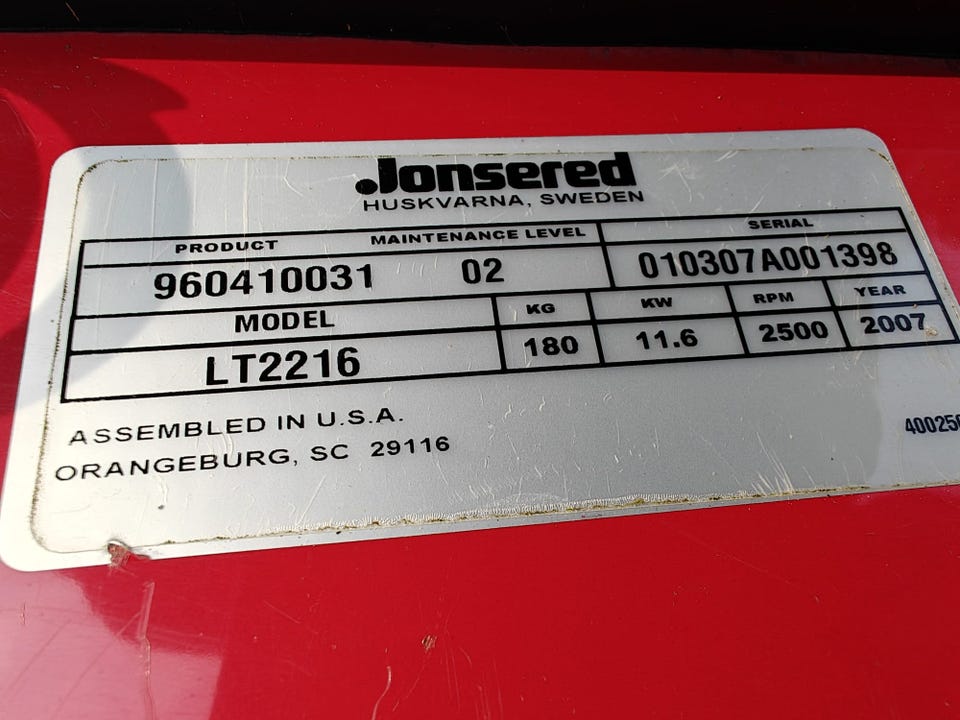 Jonsered
HUSKVARNA, SWEDEN
PRODUCT MAINTENANCE LEVEL SERIAL
960410031 02 010307A001398
MODEL KG KW RPM YEAR
LT2216 180 11.6 2500 2007
ASSEMBLED IN U.S.A.
ORANGEBURG, SC 29116